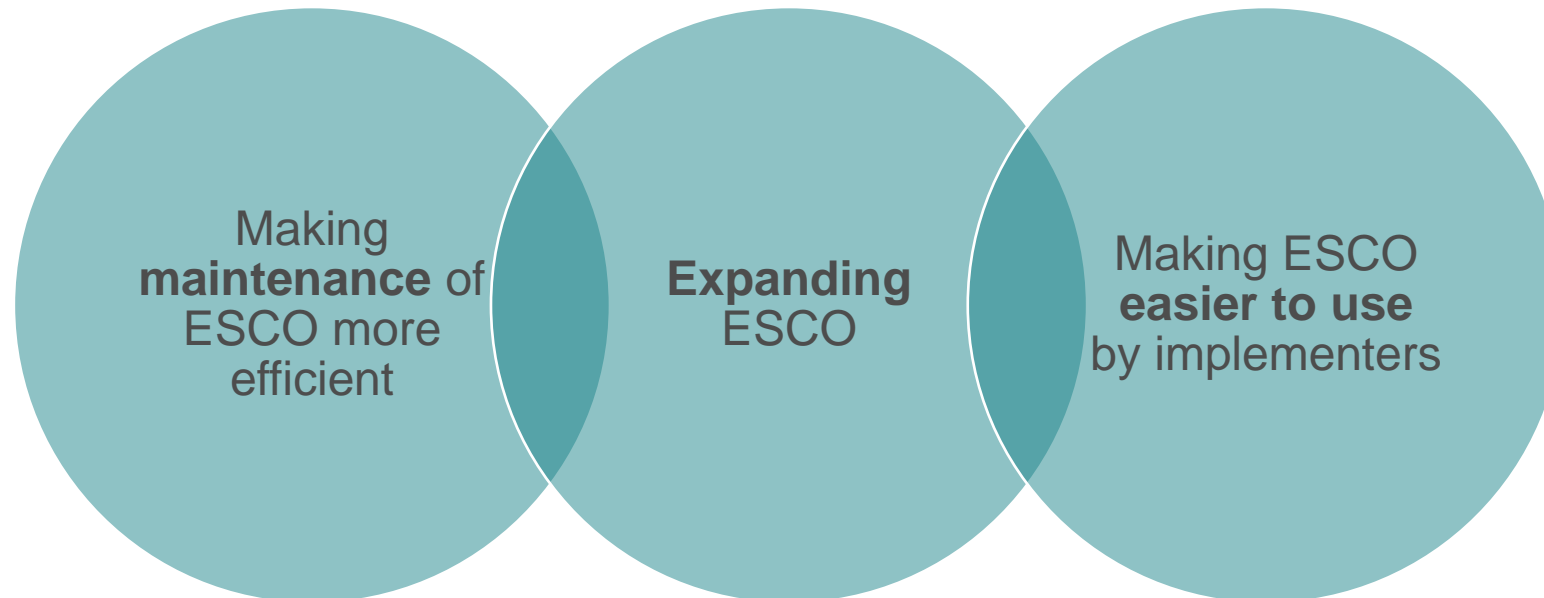 Making
maintenance of
ESCO more
efficient
Expanding
ESCO
Making ESCO
easier to use
by implementers